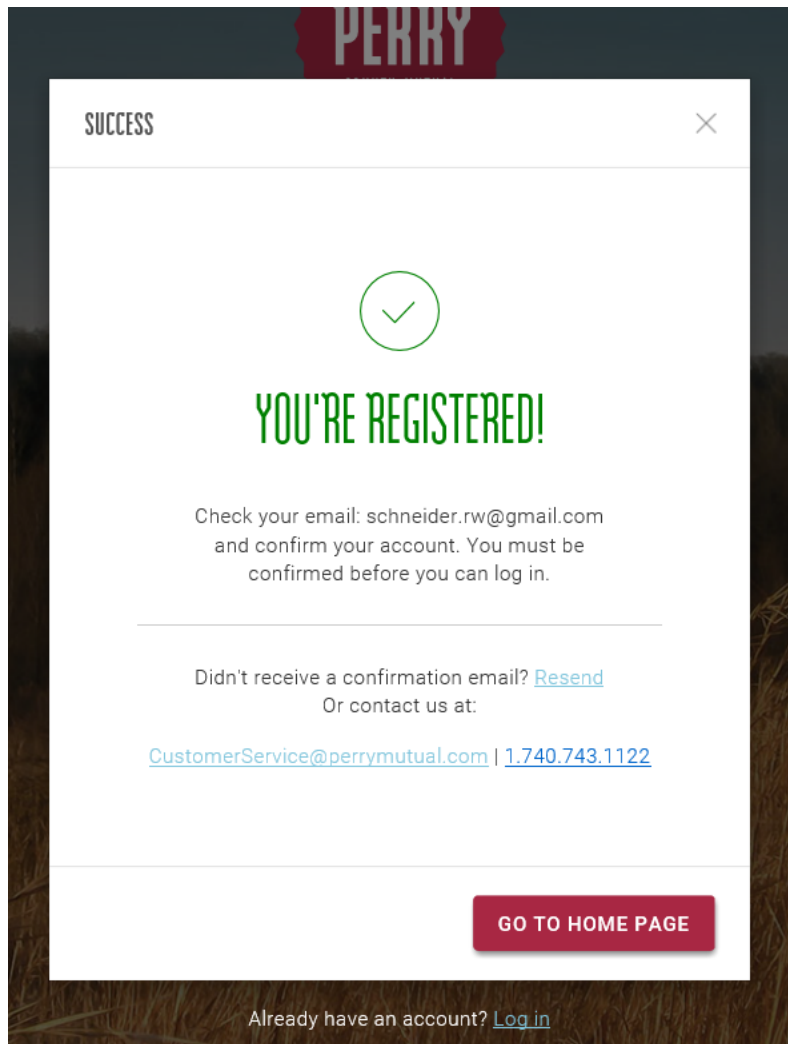 PERRY
SUCCESS
YOU'RE REGISTERED!
Check your email: schneider.rw@gmail.com
and confirm your account. You must be
confirmed before you can log in.
Didn't receive a confirmation email? Resend
Or contact us at:
CustomerService@perrymutual.com | 1.740.743.1122
GO TO HOME PAGE
Already have an account? Log in